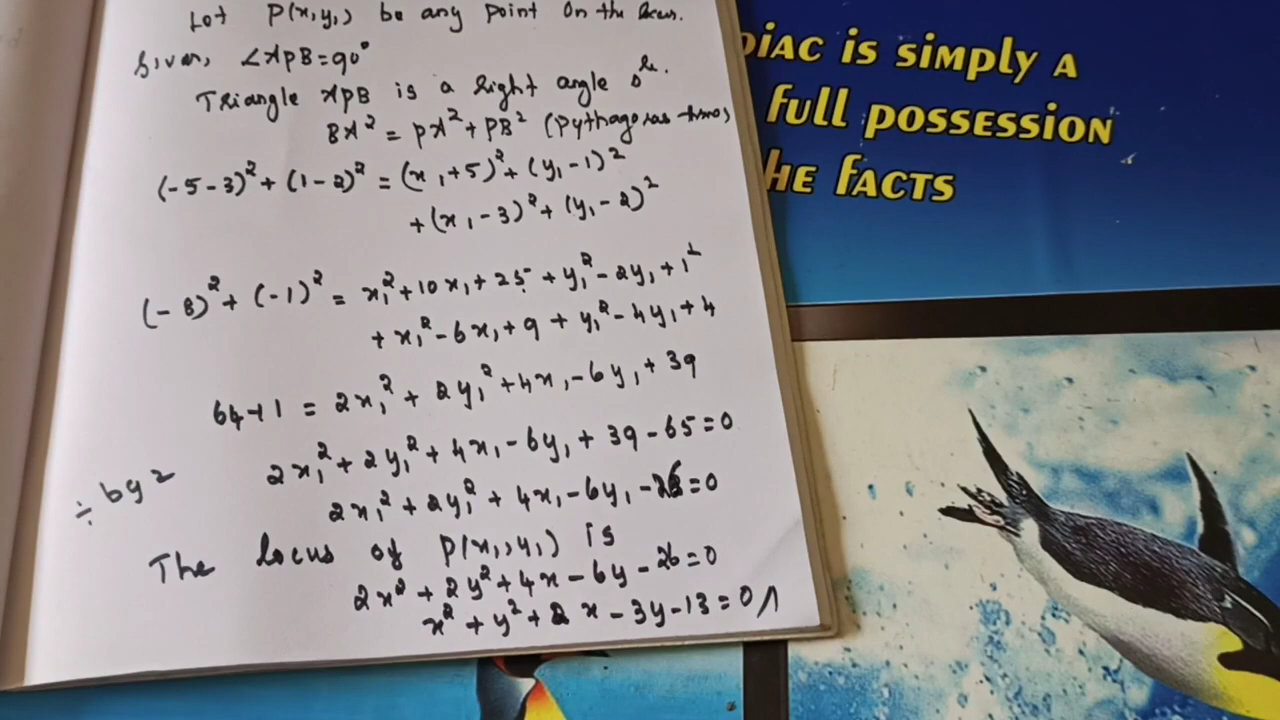 Let P(x,y₁) be any point on the locus.
Given, ∠APB=90°
Triangle APB is a right angle Δle.
BA² = PA² + PB² (Pythagoras
(-5-3)² + (1-2)² = (x₁+5)² + (y₁-1)²
+(x₁-3)² + (y₁-2)²
(-8)² + (-1)² = x₁²+10x₁+25 + y₁²-2y₁+1²
+ x₁²-6x₁+9 + y₁²-4y₁+4
64+1 = 2x₁² + 2y₁² +4x₁-6y₁+39
2x₁² + 2y₁² + 4x₁-6y₁ + 39-65=0
÷ by 2
2x₁² + 2y₁² + 4x₁-6y₁-26=0
The locus of P(x₁,y₁) is
2x² + 2y² + 4x - 6y - 26=0
x² + y² + 2x - 3y - 13 = 0
DIAC is simply a
full possession
HE FACTS